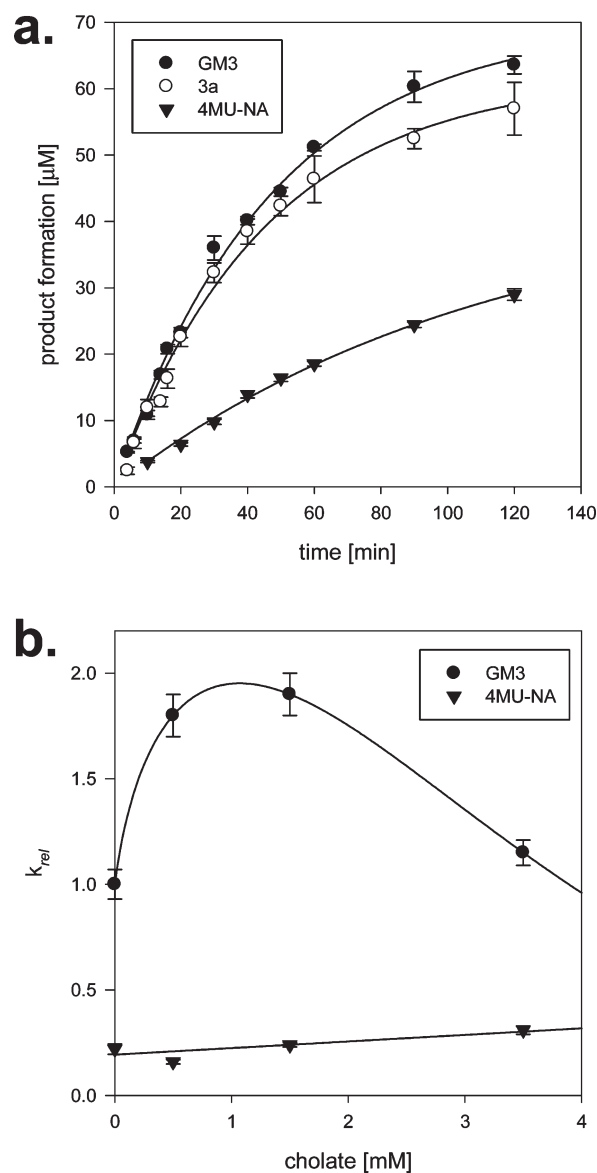 a.
70
60
50
40
30
20
10
0
product formation [µM]
GM3
3a
4MU-NA
0 20 40 60 80 100 120 140
time [min]
b.
2.0
1.5
1.0
0.5
0.0
k rel
GM3
4MU-NA
0 1 2 3 4
cholate [mM]